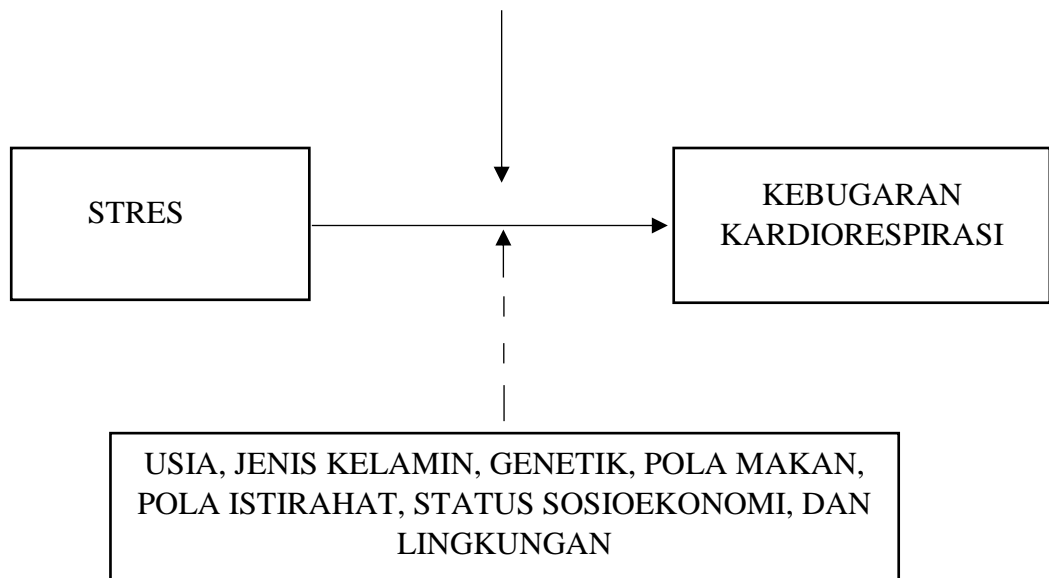 STRES
KEBUGARAN
KARDIORESPIRASI
USIA, JENIS KELAMIN, GENETIK, POLA MAKAN,
POLA ISTIRAHAT, STATUS SOSIOEKONOMI, DAN
LINGKUNGAN